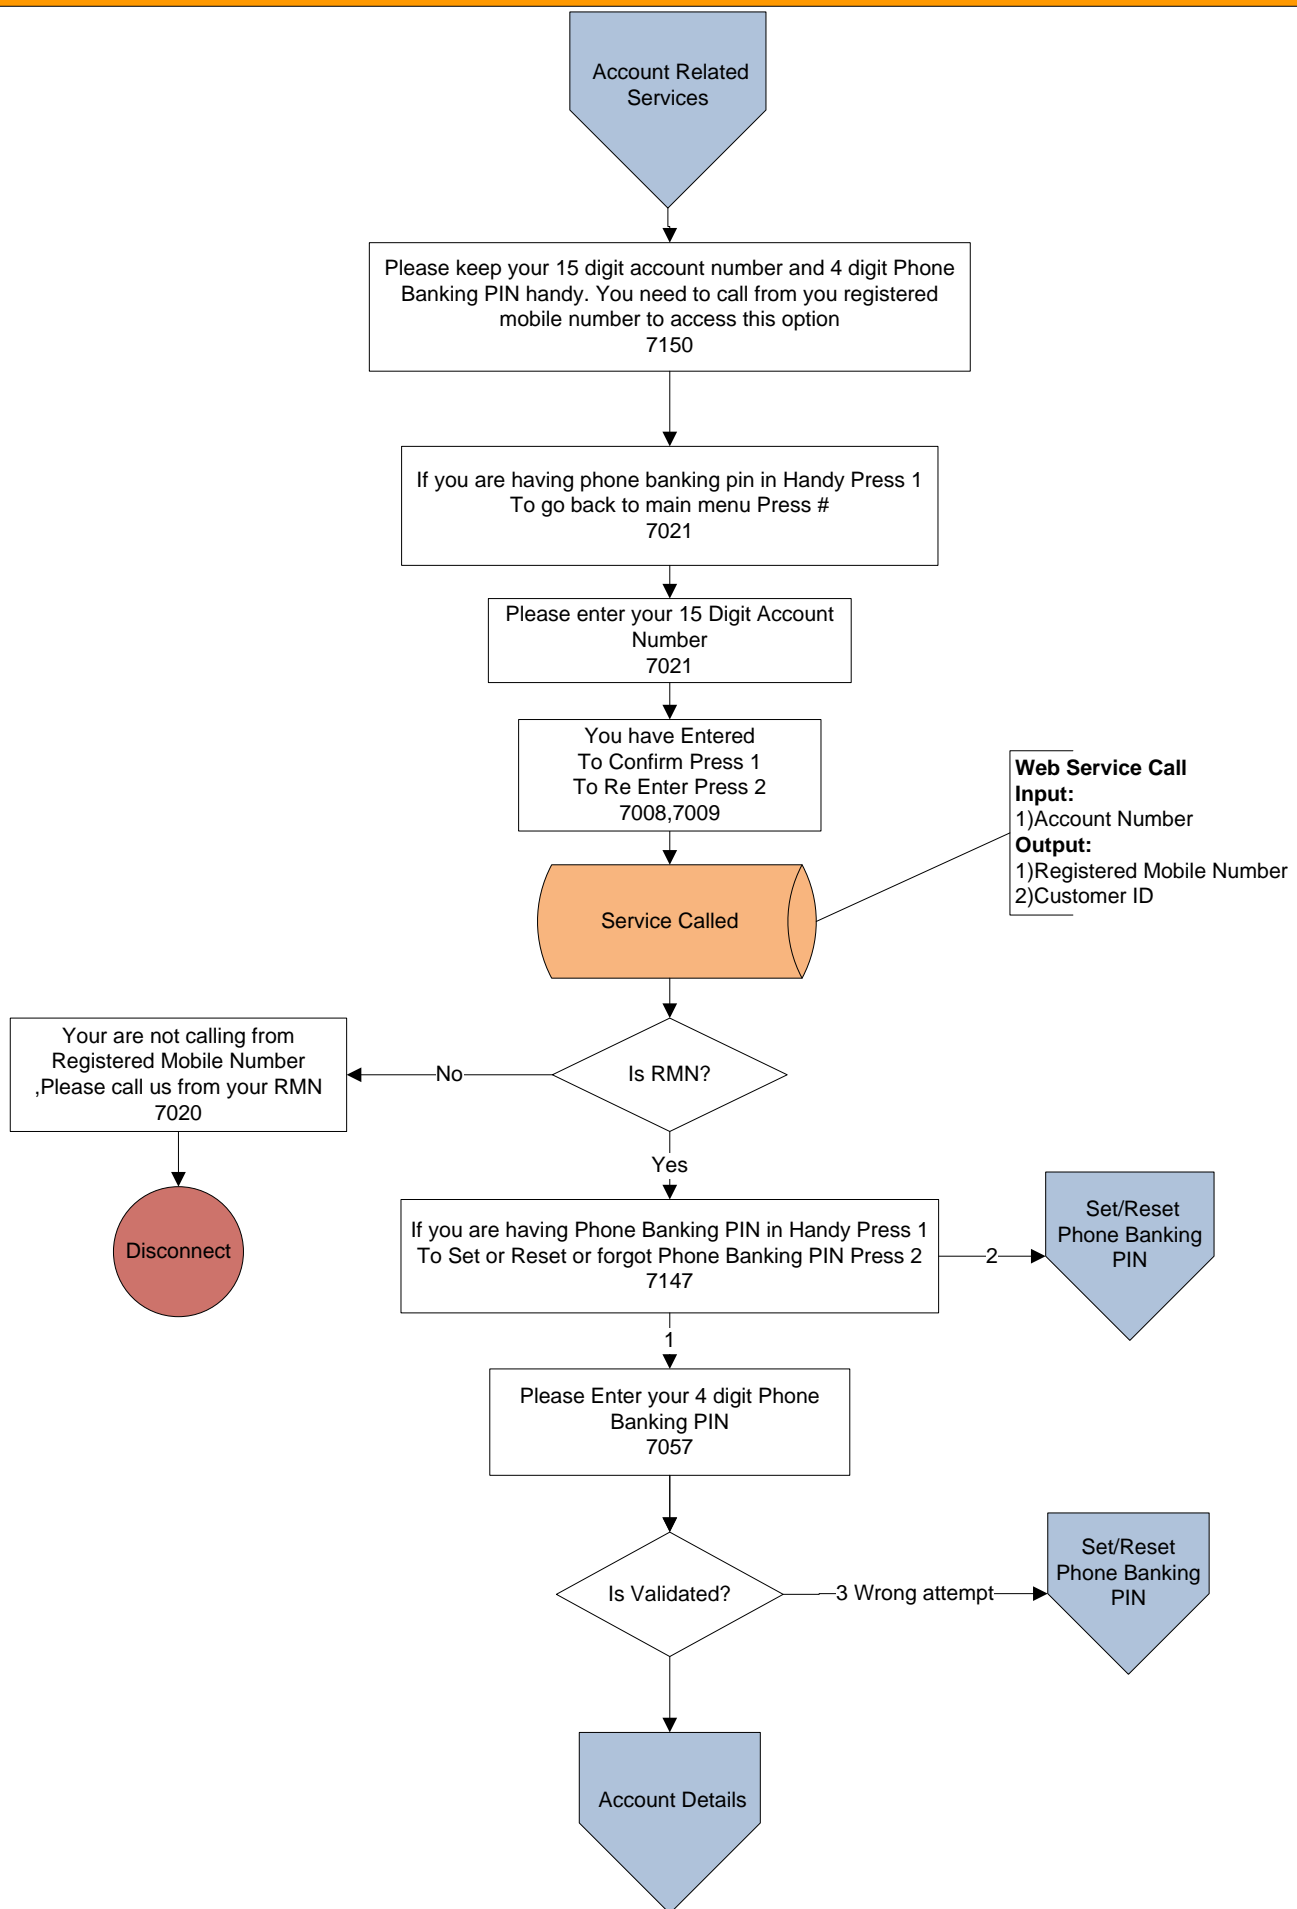 Account Related
Services
Please keep your 15 digit account number and 4 digit Phone
Banking PIN handy. You need to call from you registered
mobile number to access this option
7150
If you are having phone banking pin in Handy Press 1
To go back to main menu Press #
7021
Please enter your 15 Digit Account
Number
7021
You have Entered
To Confirm Press 1
To Re Enter Press 2
7008,7009
Web Service Call
Input:
1)Account Number
Output:
1)Registered Mobile Number
2)Customer ID
Service Called
Is RMN?
No
Your are not calling from
Registered Mobile Number
,Please call us from your RMN
7020
Disconnect
Yes
If you are having Phone Banking PIN in Handy Press 1
To Set or Reset or forgot Phone Banking PIN Press 2
7147
2
Set/Reset
Phone Banking
PIN
1
Please Enter your 4 digit Phone
Banking PIN
7057
Is Validated?
3 Wrong attempt
Set/Reset
Phone Banking
PIN
Account Details